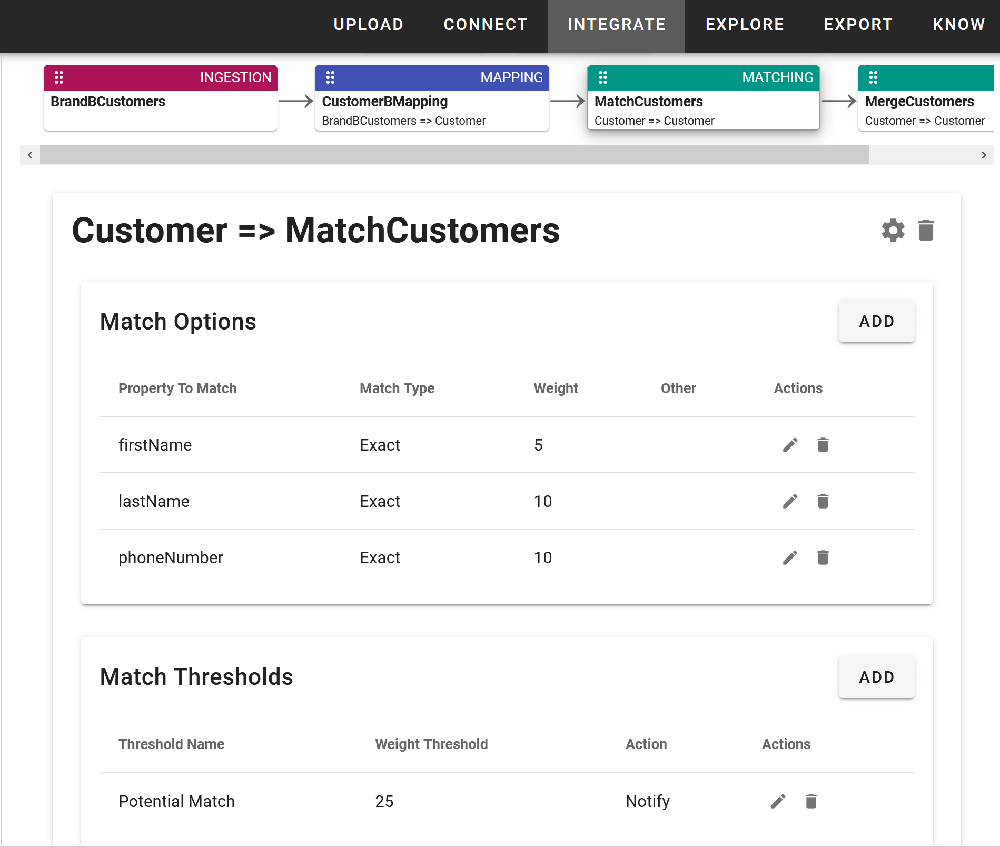 UPLOAD CONNECT INTEGRATE EXPLORE EXPORT KNOW
INGESTION MAPPING MATCHING
BrandBCustomers CustomerBMapping MatchCustomers MergeCustomers
BrandBCustomers => Customer Customer => Customer Customer => Customer
Customer => MatchCustomers
Match Options ADD
Property To Match Match Type Weight Other Actions
firstName Exact 5
lastName Exact 10
phoneNumber Exact 10
Match Thresholds ADD
Threshold Name Weight Threshold Action Actions
Potential Match 25 Notify